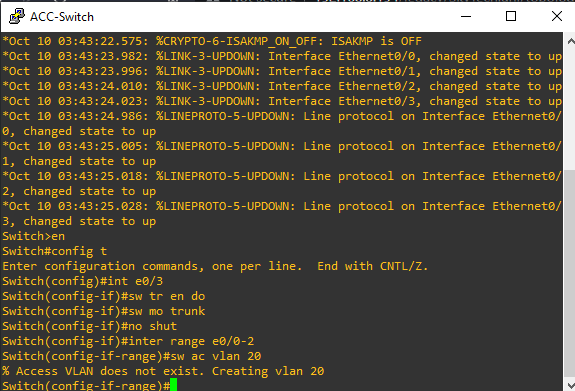 ACC-Switch
*Oct 10 03:43:22.575: %CRYPTO-6-ISAKMP_ON_OFF: ISAKMP is OFF
*Oct 10 03:43:23.982: %LINK-3-UPDOWN: Interface Ethernet0/0, changed state to up
*Oct 10 03:43:23.996: %LINK-3-UPDOWN: Interface Ethernet0/1, changed state to up
*Oct 10 03:43:24.010: %LINK-3-UPDOWN: Interface Ethernet0/2, changed state to up
*Oct 10 03:43:24.023: %LINK-3-UPDOWN: Interface Ethernet0/3, changed state to up
*Oct 10 03:43:24.986: %LINEPROTO-5-UPDOWN: Line protocol on Interface Ethernet0/
0, changed state to up
*Oct 10 03:43:25.005: %LINEPROTO-5-UPDOWN: Line protocol on Interface Ethernet0/
1, changed state to up
*Oct 10 03:43:25.018: %LINEPROTO-5-UPDOWN: Line protocol on Interface Ethernet0/
2, changed state to up
*Oct 10 03:43:25.028: %LINEPROTO-5-UPDOWN: Line protocol on Interface Ethernet0/
3, changed state to up
Switch>en
Switch#config t
Enter configuration commands, one per line.  End with CNTL/Z.
Switch(config)#int e0/3
Switch(config-if)#sw tr en do
Switch(config-if)#sw mo trunk
Switch(config-if)#no shut
Switch(config-if)#inter range e0/0-2
Switch(config-if-range)#sw ac vlan 20
% Access VLAN does not exist. Creating vlan 20
Switch(config-if-range)#